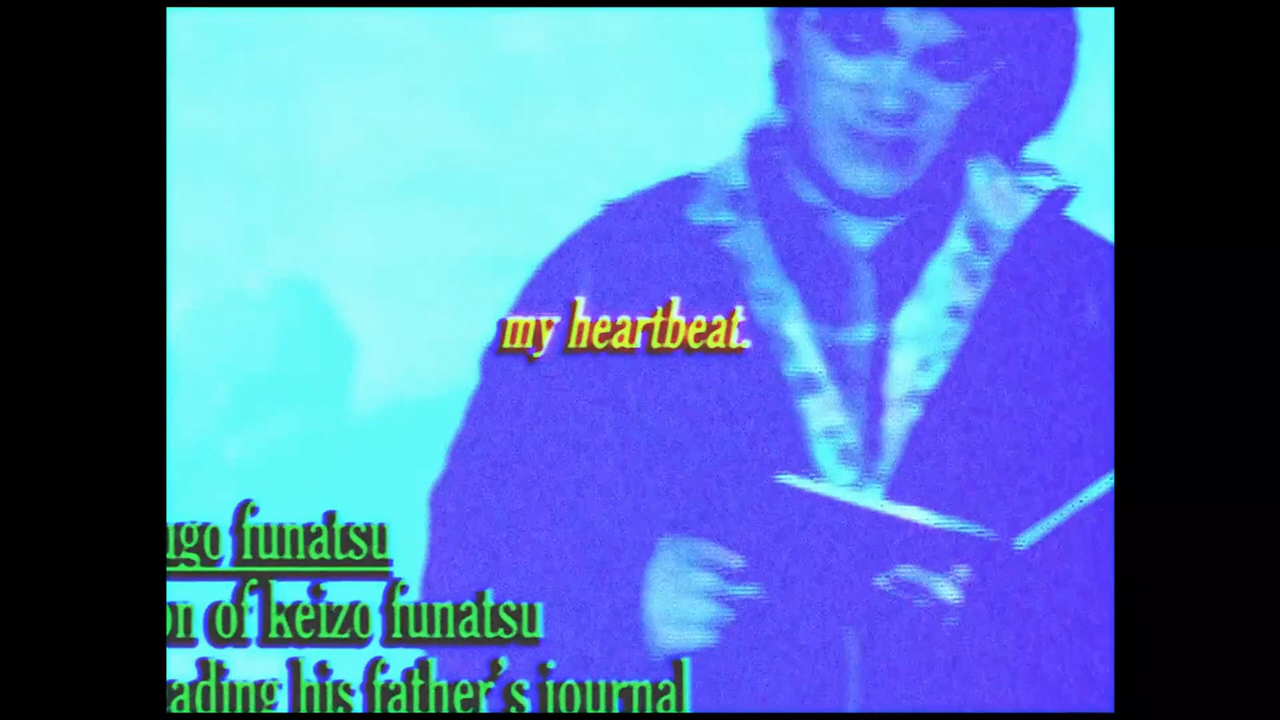 my heartbeat.
ugo funatsu
on of keizo funatsu
ading his father's journal